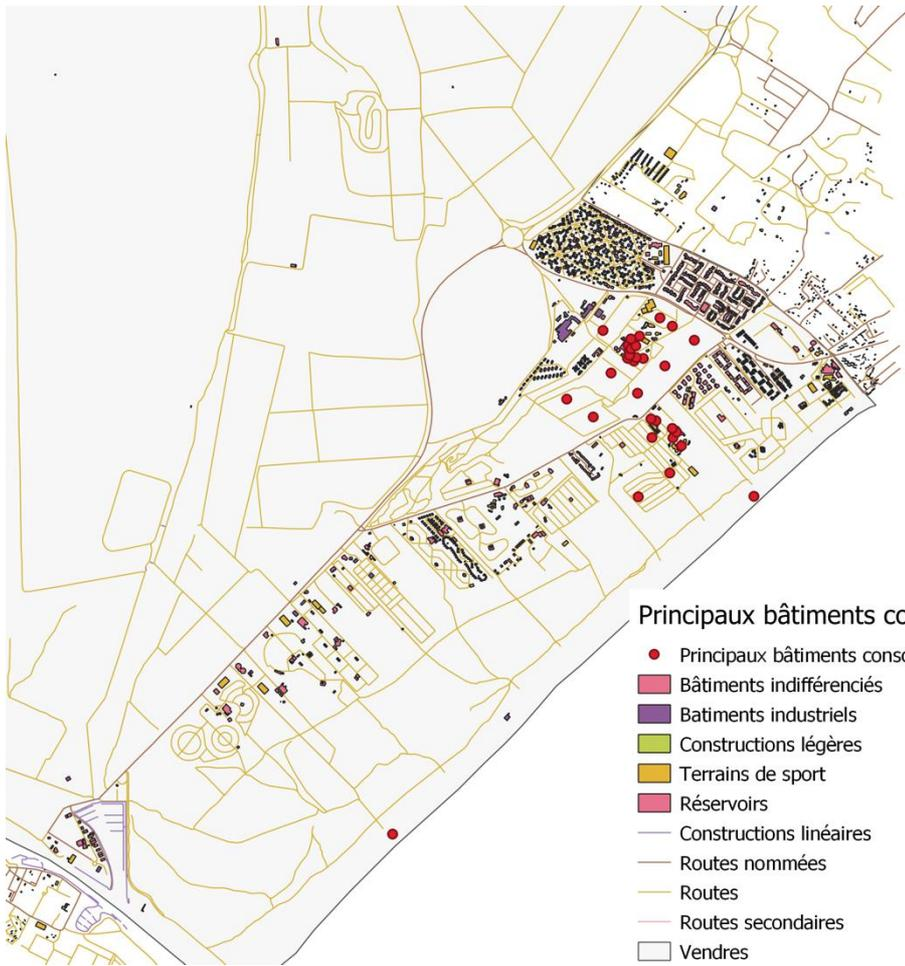 Principaux bâtiments co
Principaux bâtiments conso
Bâtiments indifférenciés
Batiments industriels
Constructions légères
Terrains de sport
Réservoirs
Constructions linéaires
Routes nommées
Routes
Routes secondaires
Vendres